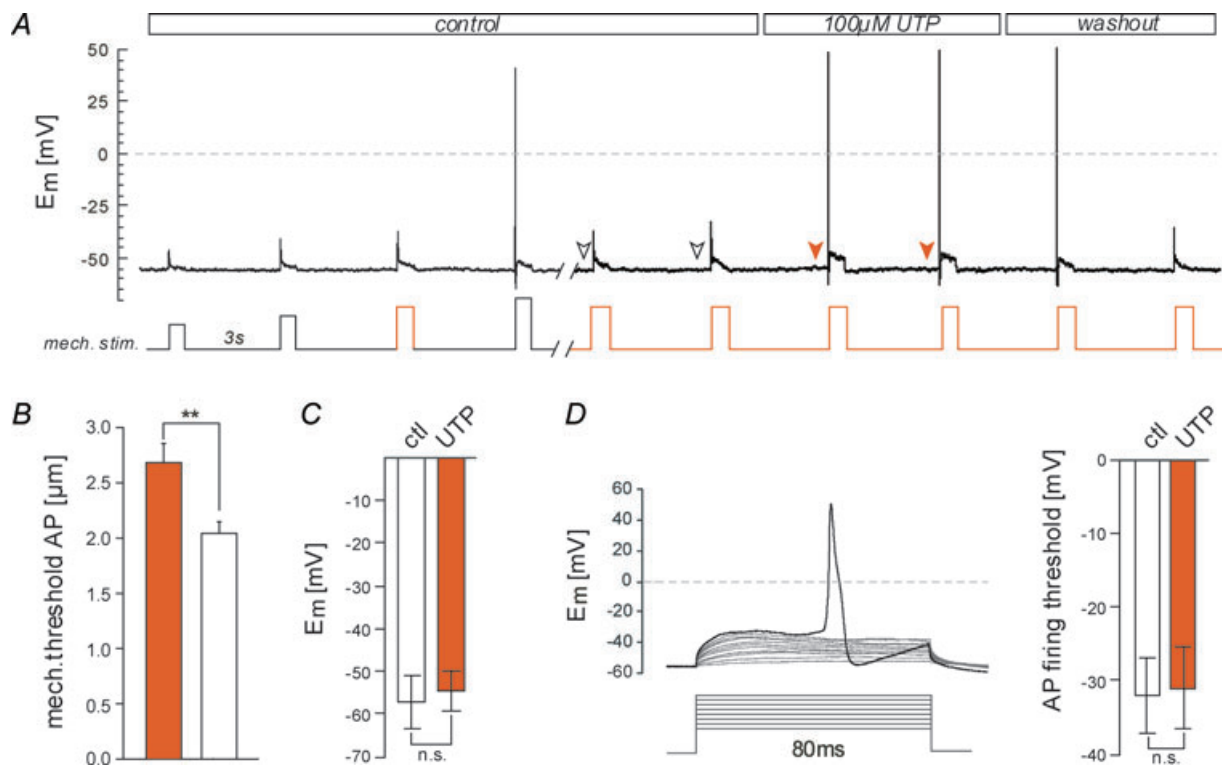 A
control
100µM UTP
washout
50
25
0
-25
-50
Em [mV]
mech. stim.
3s
B
**
3.0
2.5
2.0
1.5
1.0
0.5
0.0
mech.threshold AP [µm]
C
ctl
UTP
-10
-20
-30
-40
-50
-60
-70
Em [mV]
n.s.
D
60
40
20
0
-20
-40
-60
Em [mV]
80ms
ctl
UTP
0
-10
-20
-30
-40
AP firing threshold [mV]
n.s.